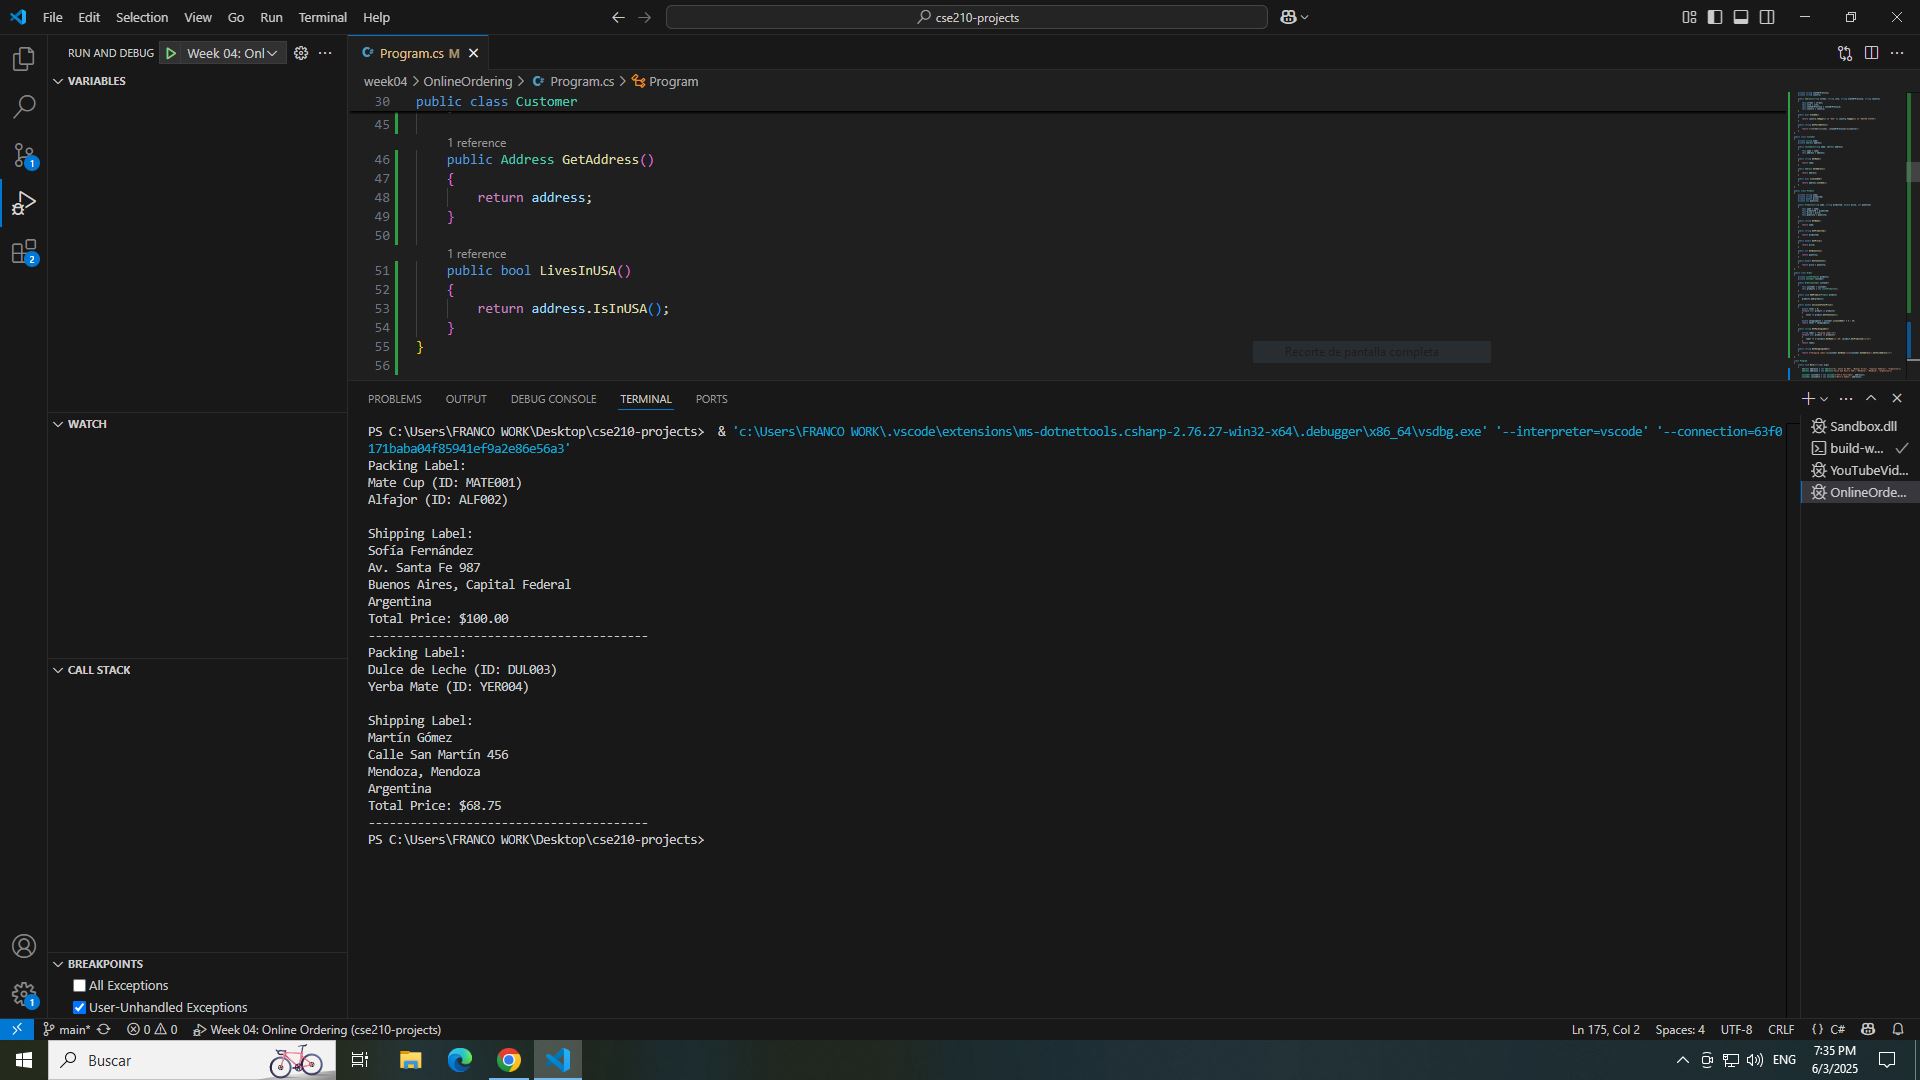 File Edit Selection View Go Run Terminal Help
cse210-projects
RUN AND DEBUG Week 04: Onl
Program.cs M
VARIABLES
week04 > OnlineOrdering > Program.cs > Program
30 public class Customer
45
1 reference
46 public Address GetAddress()
47 {
48 return address;
49 }
50
1 reference
51 public bool LivesInUSA()
52 {
53 return address.IsInUSA();
54 }
55 }
56
Recorte de pantalla completa
PROBLEMS OUTPUT DEBUG CONSOLE TERMINAL PORTS
WATCH
PS C:\Users\FRANCO WORK\Desktop\cse210-projects> & 'c:\Users\FRANCO WORK\.vscode\extensions\ms-dotnettools.csharp-2.76.27-win32-x64\.debugger\x86_64\vsdbg.exe' '--interpreter=vscode' '--connection=63f0
171baba04f85941ef9a2e86e56a3'
Packing Label:
Mate Cup (ID: MATE001)
Alfajor (ID: ALF002)
Shipping Label:
Sofía Fernández
Av. Santa Fe 987
Buenos Aires, Capital Federal
Argentina
Total Price: $100.00
----------------------------------------
Packing Label:
Dulce de Leche (ID: DUL003)
Yerba Mate (ID: YER004)
Shipping Label:
Martín Gómez
Calle San Martín 456
Mendoza, Mendoza
Argentina
Total Price: $68.75
----------------------------------------
PS C:\Users\FRANCO WORK\Desktop\cse210-projects>
Sandbox.dll
build-w...
YouTubeVid...
OnlineOrde...
CALL STACK
BREAKPOINTS
All Exceptions
User-Unhandled Exceptions
1
2
1
main* 0 0 Week 04: Online Ordering (cse210-projects)
Ln 175, Col 2 Spaces: 4 UTF-8 CRLF {} C#
Buscar
ENG
7:35 PM
6/3/2025